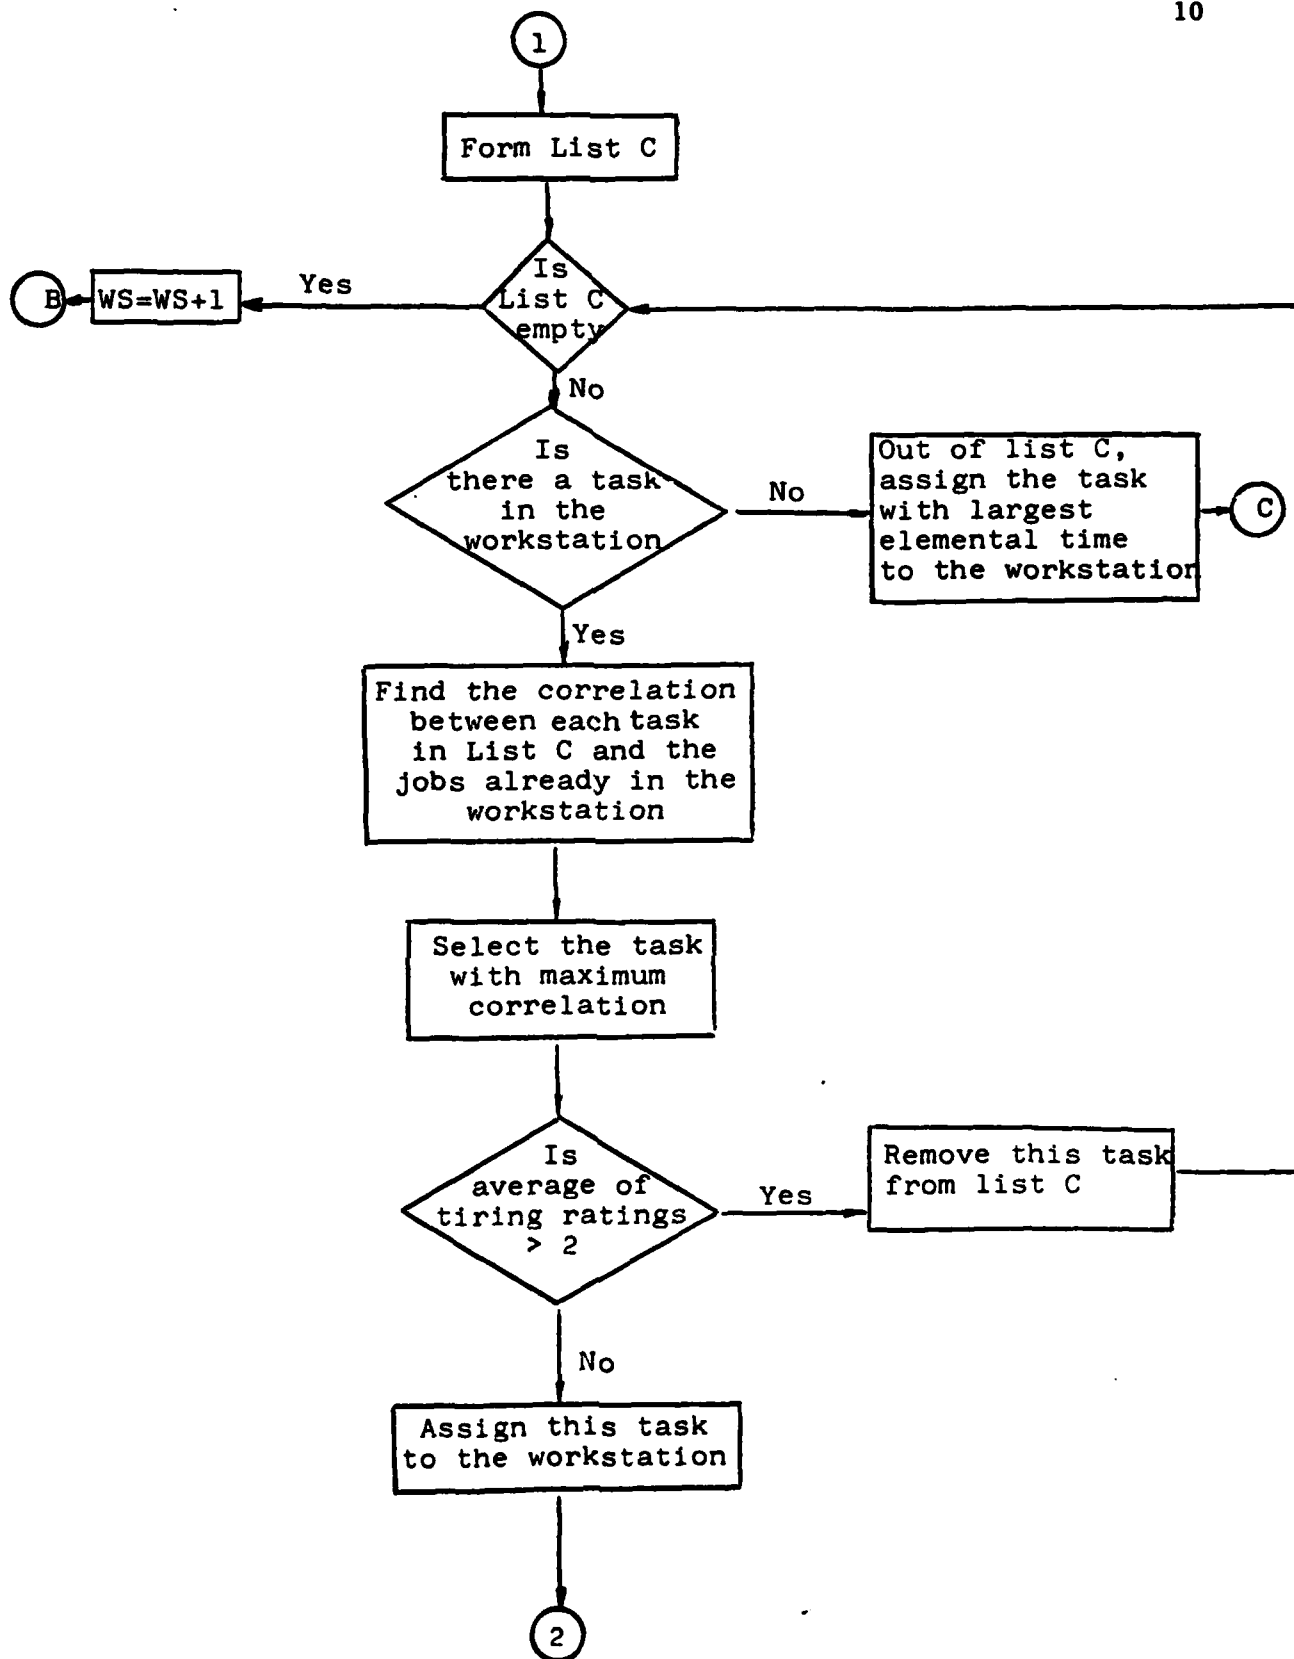 10
1
Form List C
Is
List C
empty
Yes
WS=WS+1
B
No
Is
there a task
in the
workstation
No
Out of list C,
assign the task
with largest
elemental time
to the workstation
C
Yes
Find the correlation
between each task
in List C and the
jobs already in the
workstation
Select the task
with maximum
correlation
Is
average of
tiring ratings
> 2
Yes
Remove this task
from list C
No
Assign this task
to the workstation
2